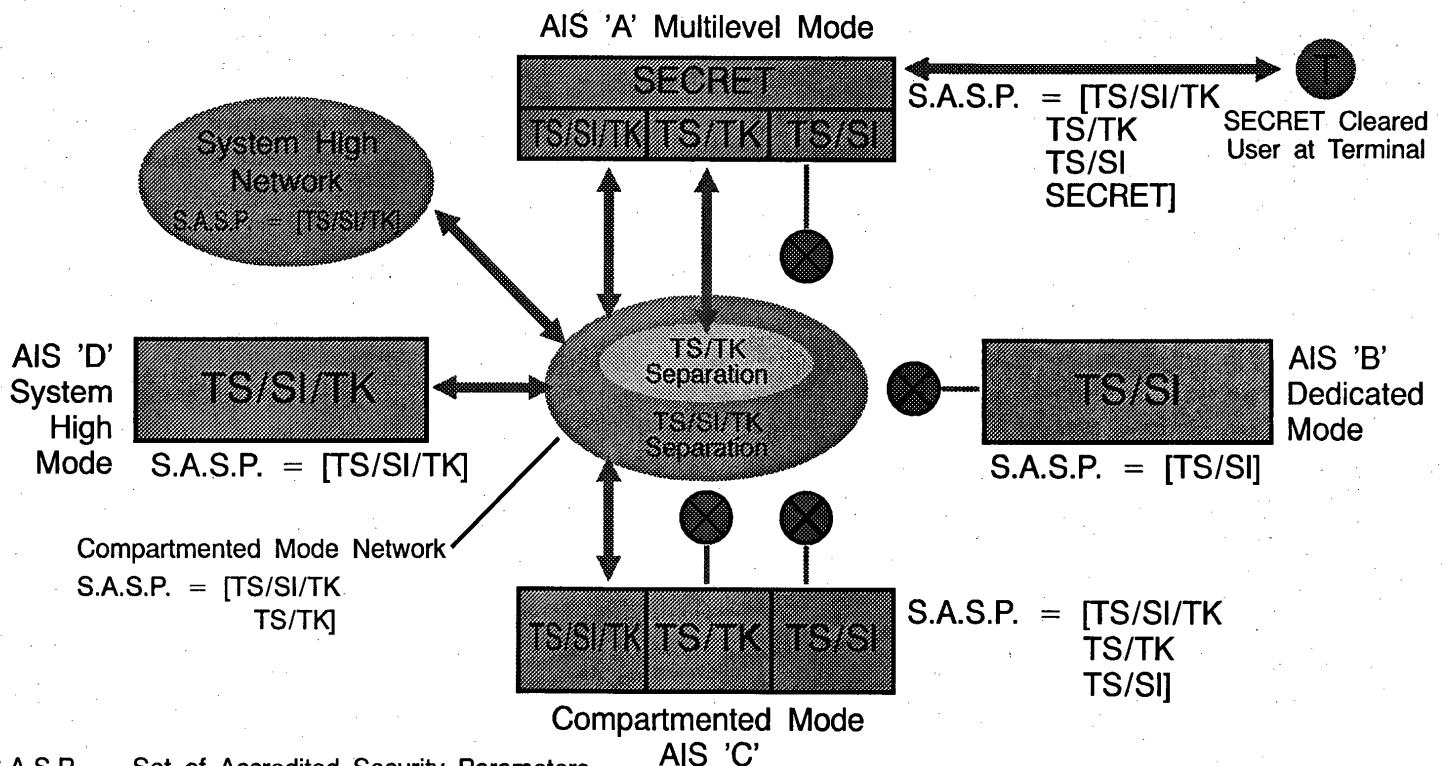 AIS 'A' Multilevel Mode
SECRET
TS/SI/TK TS/TK TS/SI
S.A.S.P. = [TS/SI/TK
TS/TK
TS/SI
SECRET]
T
SECRET Cleared
User at Terminal
System High
Network
S.A.S.P. = [TS/SI/TK]
AIS 'D'
System
High
Mode
TS/SI/TK
S.A.S.P. = [TS/SI/TK]
TS/TK
Separation
TS/SI/TK
Separation
TS/SI
AIS 'B'
Dedicated
Mode
S.A.S.P. = [TS/SI]
Compartmented Mode Network
S.A.S.P. = [TS/SI/TK
TS/TK]
TS/SI/TK TS/TK TS/SI
S.A.S.P. = [TS/SI/TK
TS/TK
TS/SI]
Compartmented Mode
AIS 'C'
Set of Accredited Security Parameters